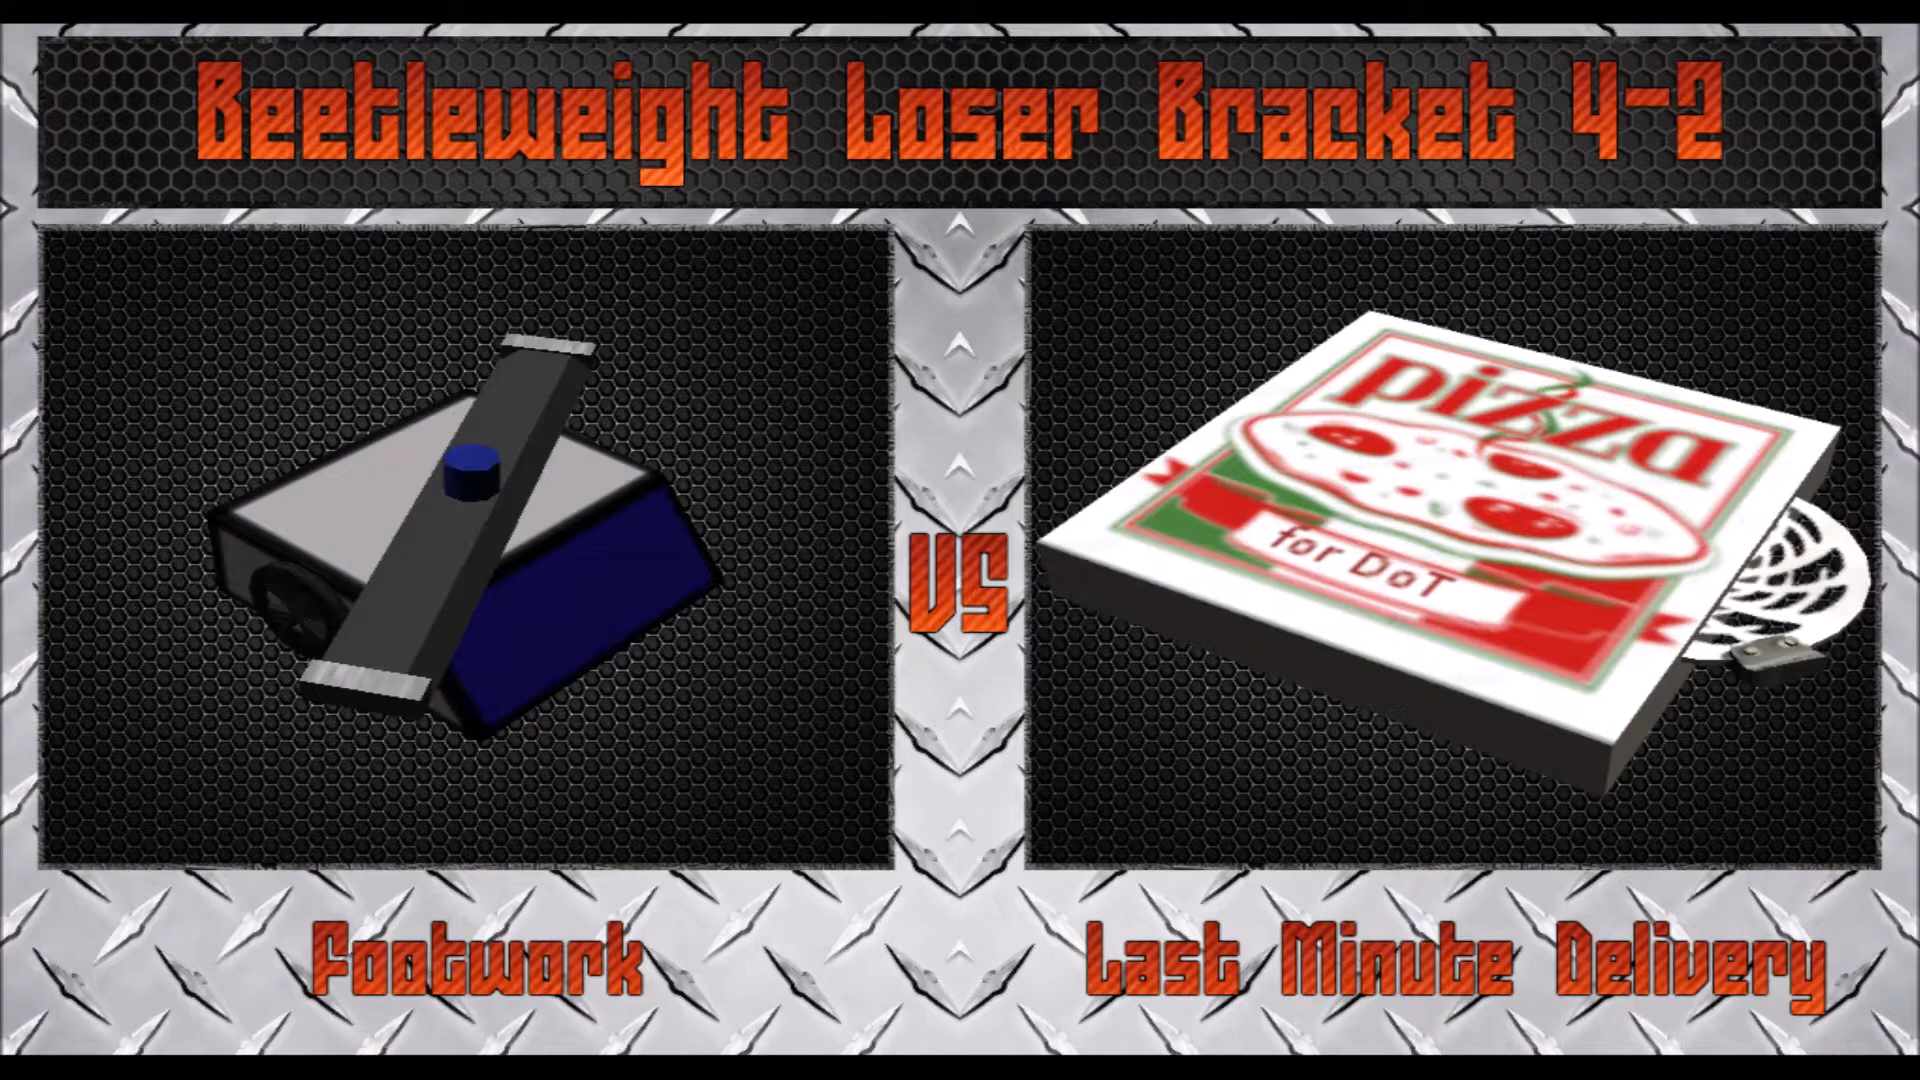 Beetleweight Loser Bracket 4-2
pizza
for DoT
VS
Footwork
Last Minute Delivery